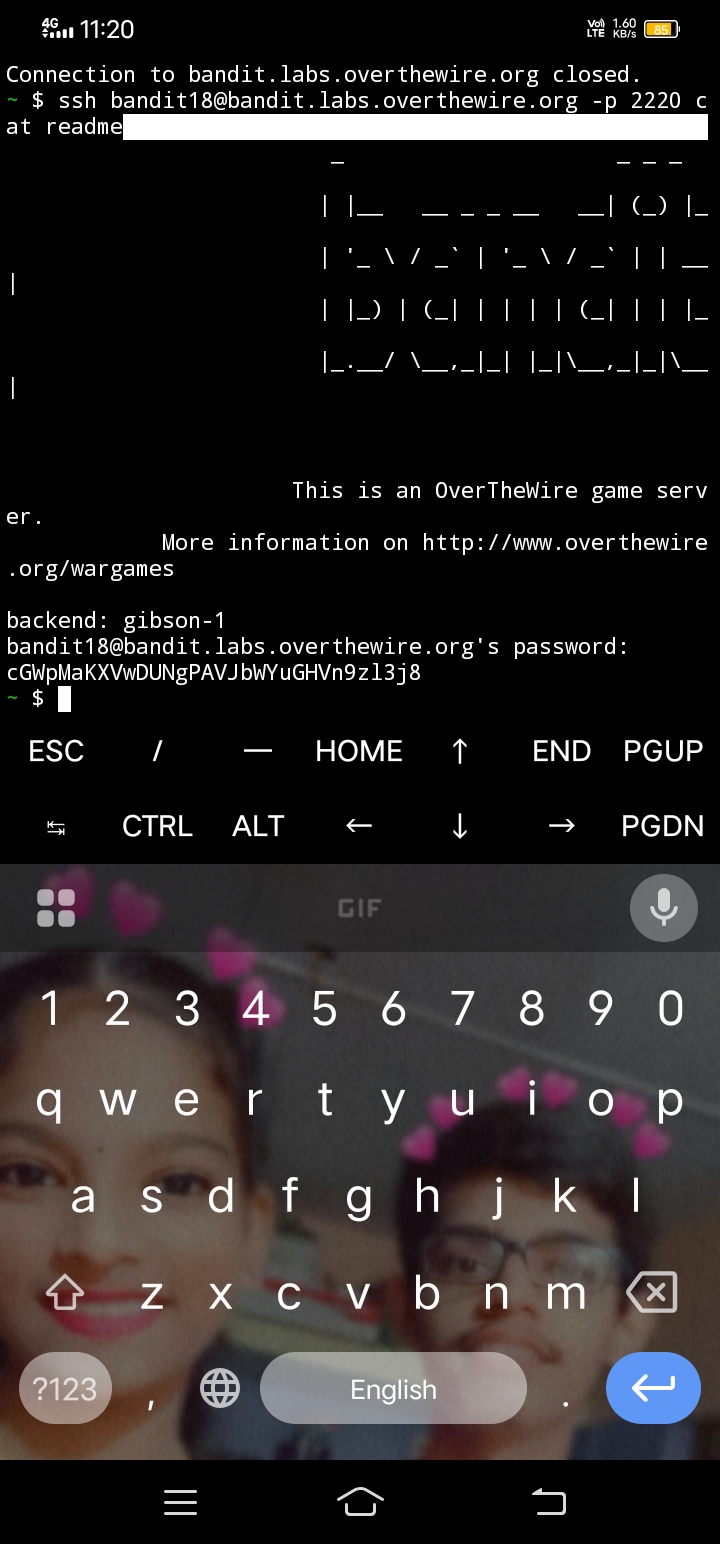 4G 11:20 Vo) LTE 1.60 KB/s 85
Connection to bandit.labs.overthewire.org closed.
~ $ ssh bandit18@bandit.labs.overthewire.org -p 2220 c
at readme
                         _                     _ _ _
                        | |__   __ _ _ __   __| (_) |_
                        | '_ \ / _` | '_ \ / _` | | __
|
                        | |_) | (_| | | | | (_| | | |_
                        |_.__/ \__,_|_| |_|\__,_|_|\__
|
                      This is an OverTheWire game serv
er.
            More information on http://www.overthewire
.org/wargames
backend: gibson-1
bandit18@bandit.labs.overthewire.org's password:
cGWpMaKXVwDUNgPAVJbWYuGHVn9zl3j8
~ $
ESC / — HOME ↑ END PGUP
↹ CTRL ALT ← ↓ → PGDN
GIF
1 2 3 4 5 6 7 8 9 0
q w e r t y u i o p
a s d f g h j k l
z x c v b n m
?123 , English .